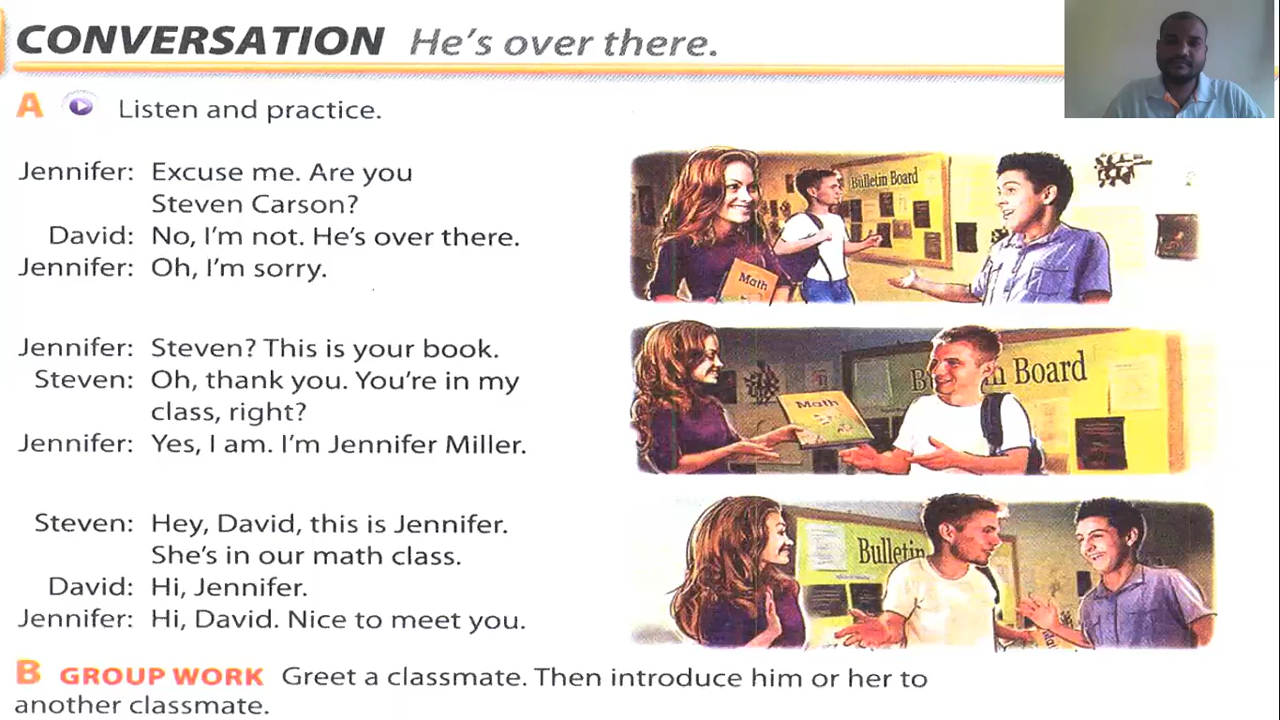 CONVERSATION He's over there.
A Listen and practice.
Jennifer: Excuse me. Are you
Steven Carson?
David: No, I'm not. He's over there.
Jennifer: Oh, I'm sorry.
Bulletin Board
Math
Jennifer: Steven? This is your book.
Steven: Oh, thank you. You're in my
class, right?
Jennifer: Yes, I am. I'm Jennifer Miller.
Board
Math
Steven: Hey, David, this is Jennifer.
She's in our math class.
David: Hi, Jennifer.
Jennifer: Hi, David. Nice to meet you.
Bulletin
B GROUP WORK Greet a classmate. Then introduce him or her to
another classmate.